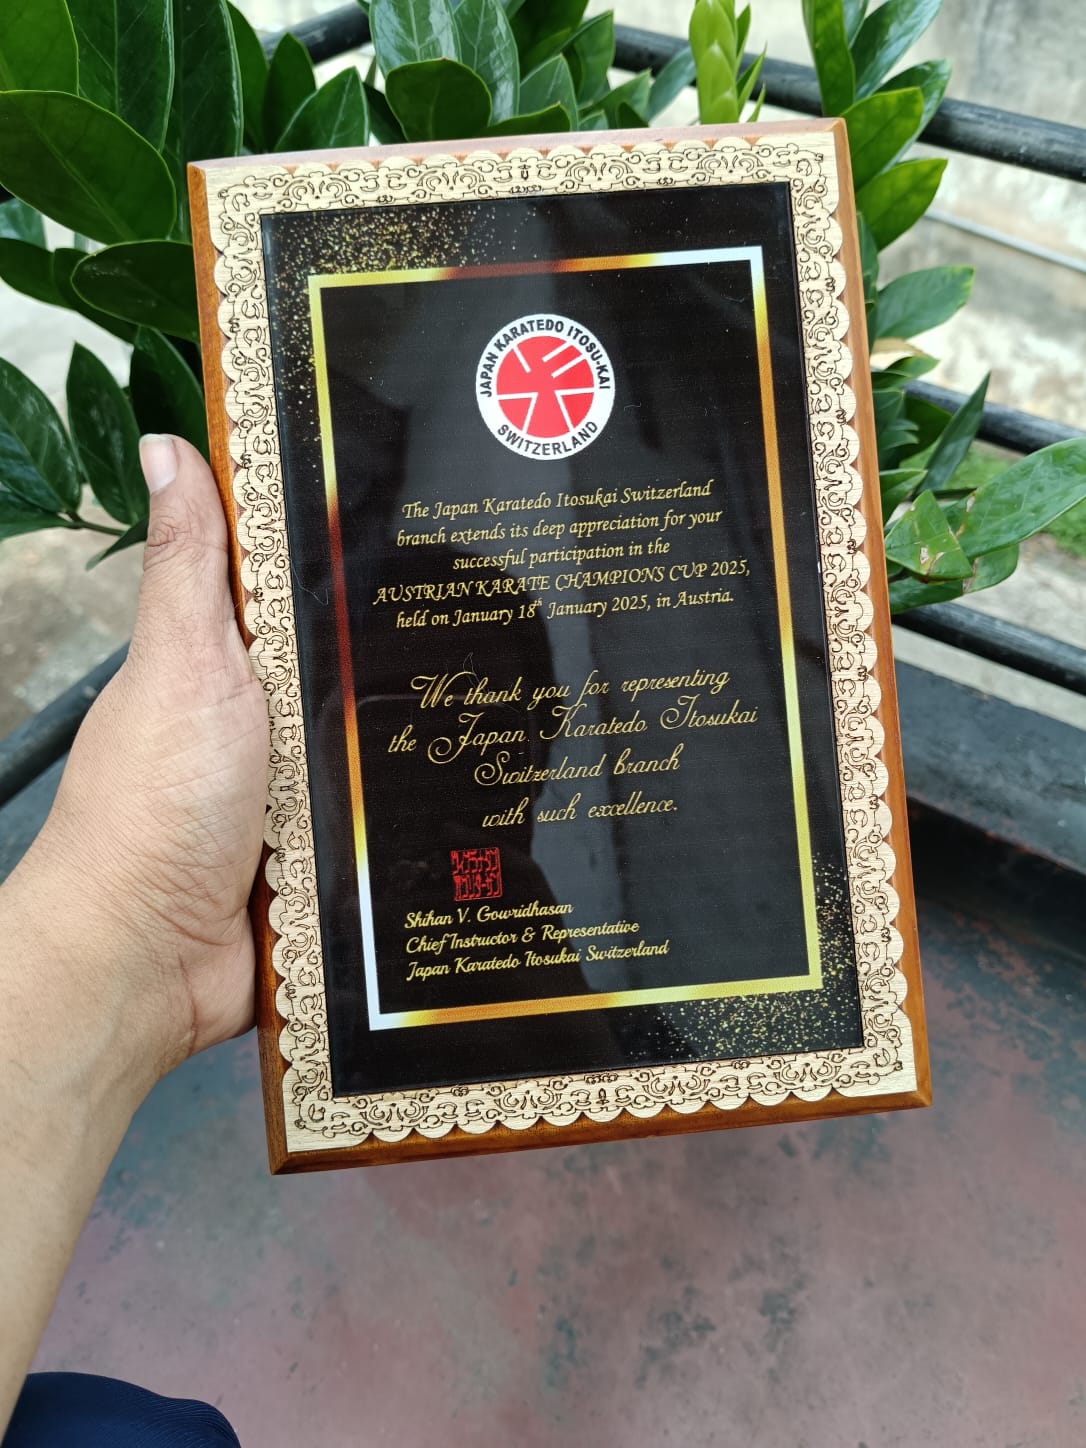 JAPAN KARATEDO ITOSU-KAI
SWITZERLAND
The Japan Karatedo Itosukai Switzerland
branch extends its deep appreciation for your
successful participation in the
AUSTRIAN KARATE CHAMPIONS CUP 2025,
held on January 18th January 2025, in Austria.
We thank you for representing
the Japan Karatedo Itosukai
Switzerland branch
with such excellence.
Shihan V. Gowridhasan
Chief Instructor & Representative
Japan Karatedo Itosukai Switzerland